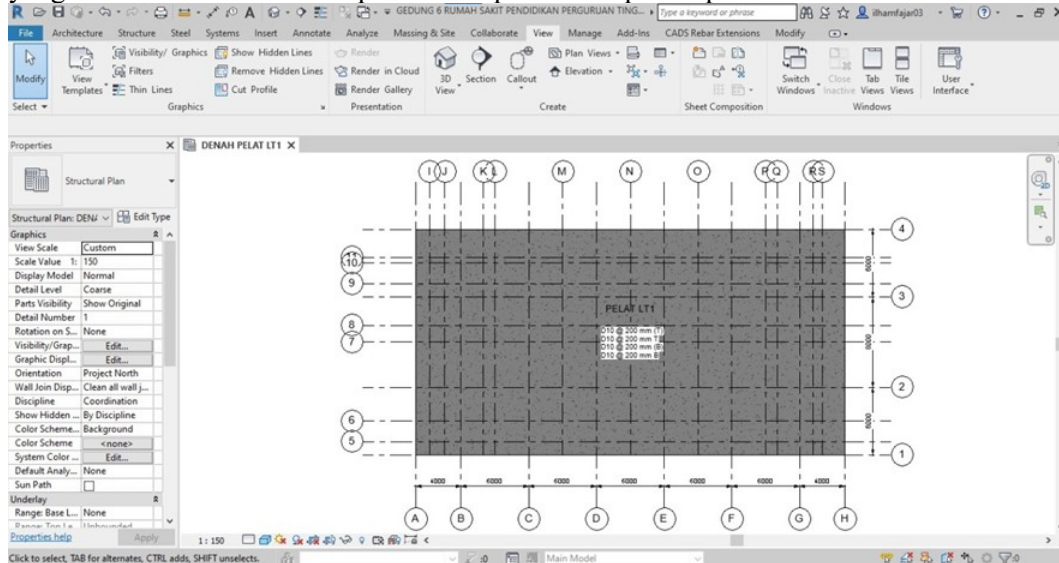 GEDUNG 6 RUMAH SAKIT PENDIDIKAN PERGURUAN TING...
Type a keyword or phrase
ilhamfajar03
File Architecture Structure Steel Systems Insert Annotate Analyze Massing & Site Collaborate View Manage Add-Ins CADS Rebar Extensions Modify
Modify
View Templates
Visibility/ Graphics
Filters
Thin Lines
Show Hidden Lines
Remove Hidden Lines
Cut Profile
Render
Render in Cloud
Render Gallery
3D View
Section
Callout
Plan Views
Elevation
Switch Windows
Close Inactive
Tab Views
Tile Views
User Interface
Select Graphics Presentation Create Sheet Composition Windows
Properties
DENAH PELAT LT1
Structural Plan
Structural Plan: DENA
Edit Type
Graphics
View Scale Custom
Scale Value 1: 150
Display Model Normal
Detail Level Coarse
Parts Visibility Show Original
Detail Number 1
Rotation on S... None
Visibility/Grap... Edit...
Graphic Displ... Edit...
Orientation Project North
Wall Join Disp... Clean all wall j...
Discipline Coordination
Show Hidden ... By Discipline
Color Scheme... Background
Color Scheme <none>
System Color ... Edit...
Default Analy... None
Sun Path
Underlay
Range: Base L... None
Properties help
Apply
I J K L M N O P Q R S
4
11
10
9
3
8
7
2
6
5
1
PELAT LT1
D10 @ 200 mm (T)
D10 @ 200 mm T
D10 @ 200 mm (B)
D10 @ 200 mm B
4000 6000 6000 6000 6000 6000 4000
A B C D E F G H
1 : 150
Click to select, TAB for alternates, CTRL adds, SHIFT unselects.
:0
Main Model
:0